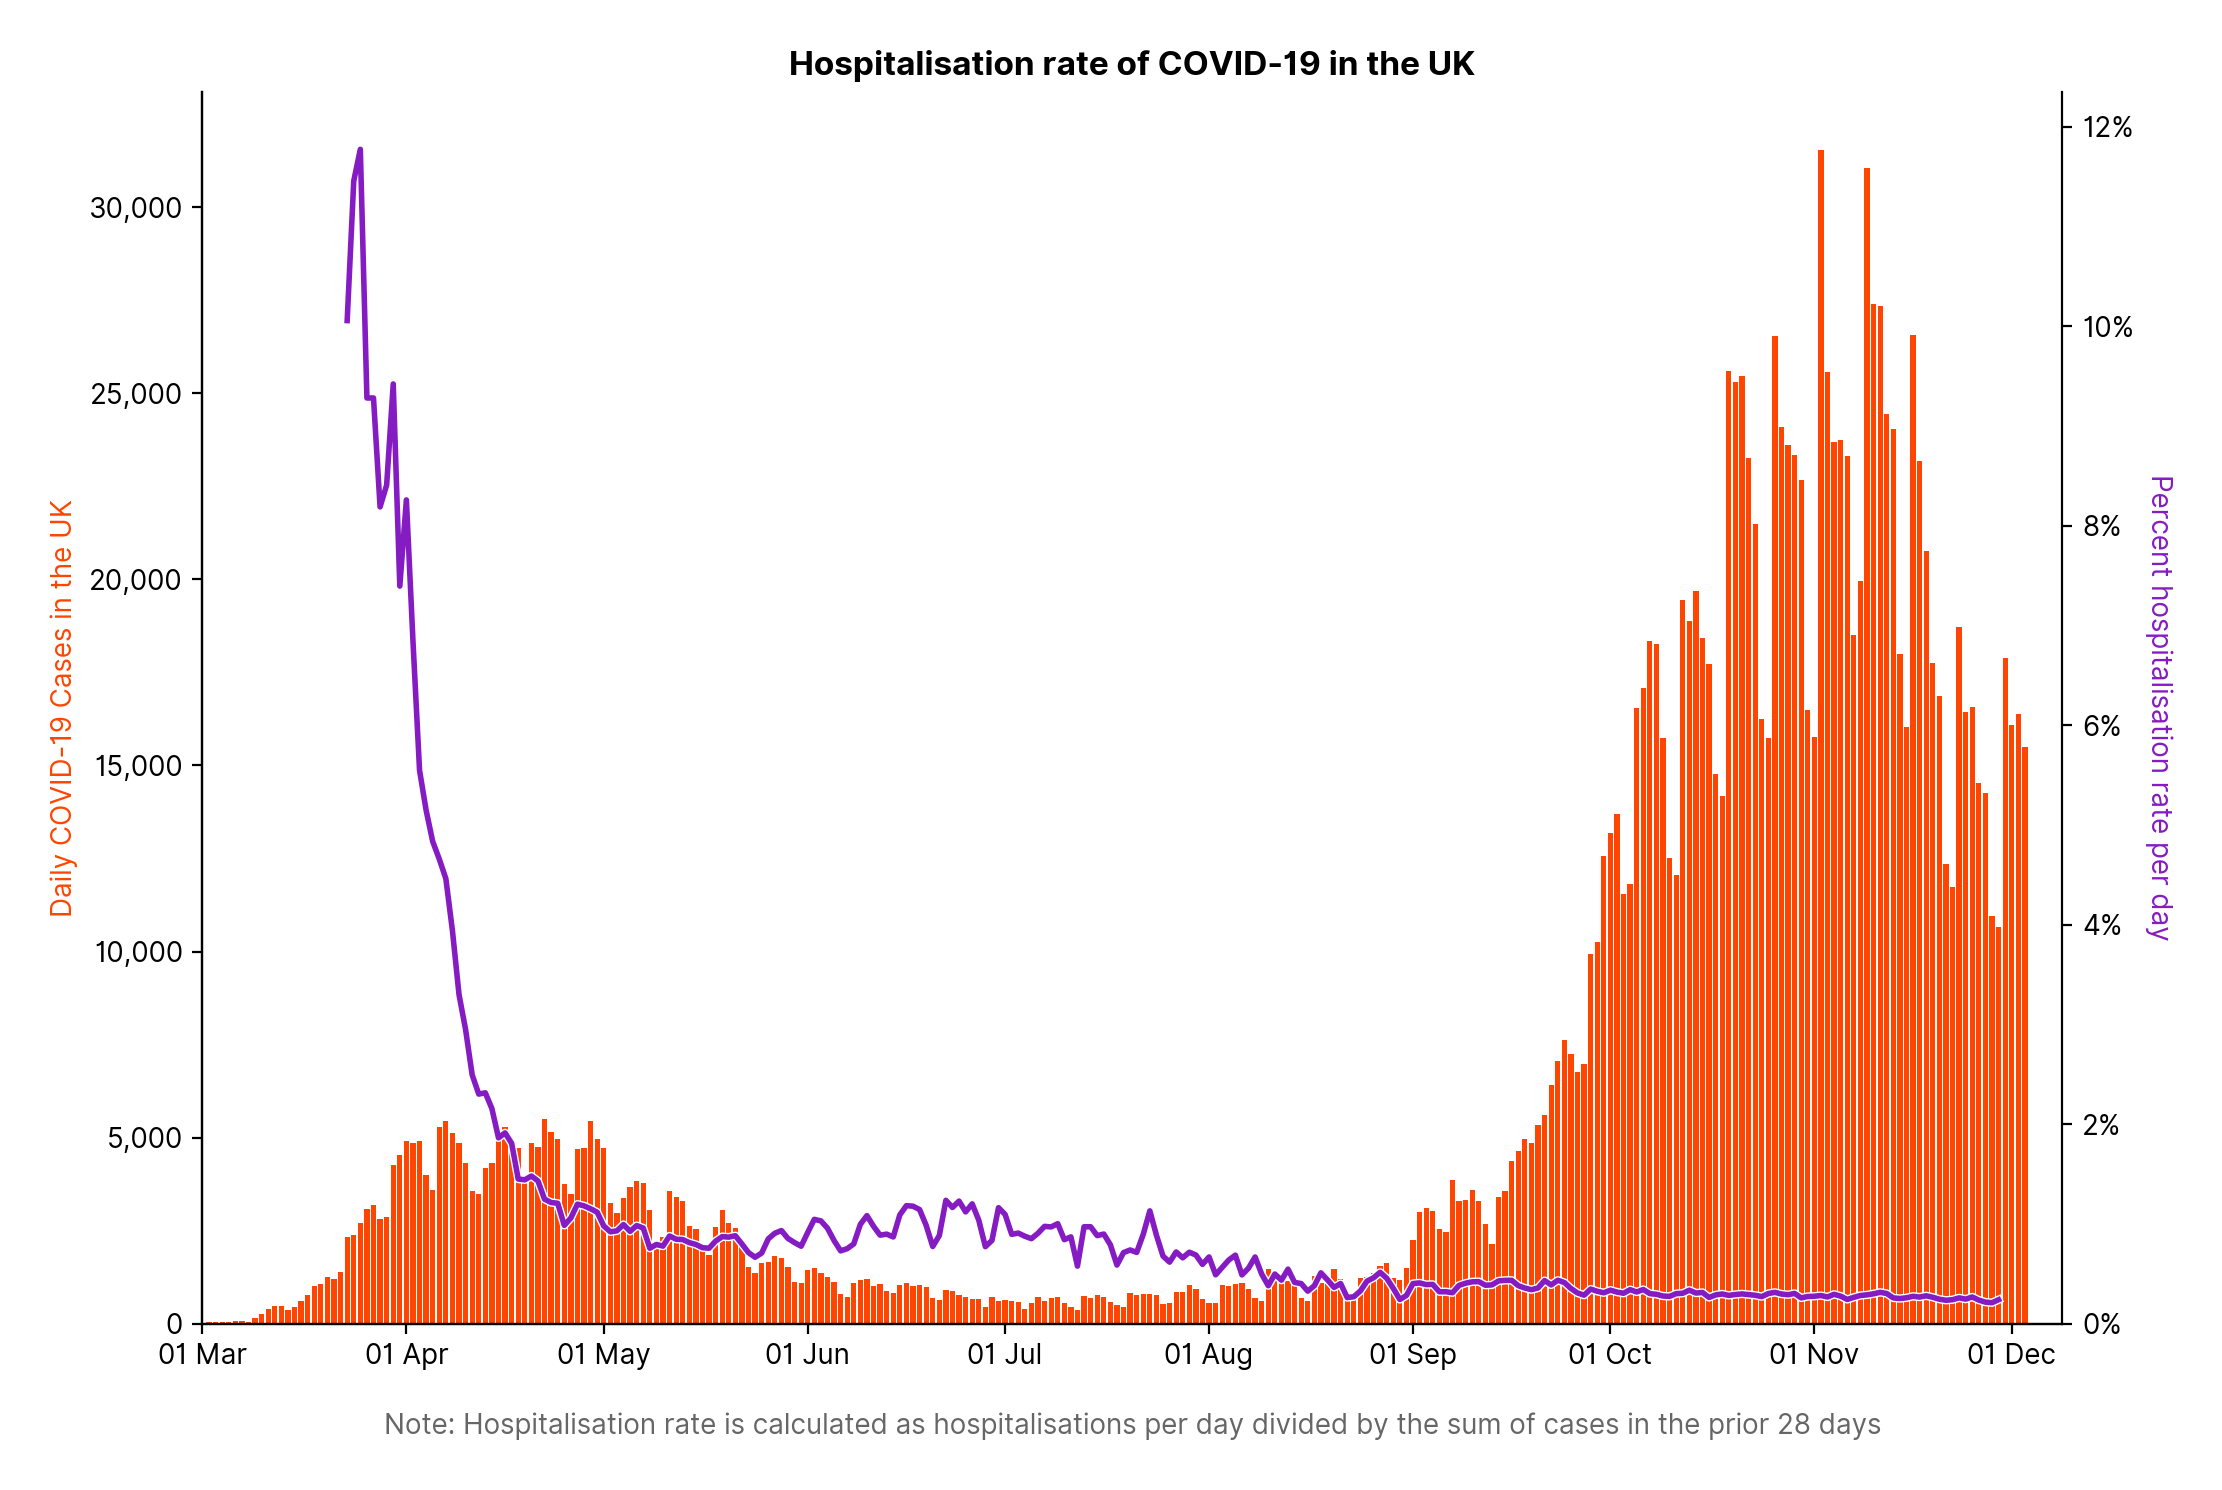 Hospitalisation rate of COVID-19 in the UK
Daily COVID-19 Cases in the UK
30,000
25,000
20,000
15,000
10,000
5,000
0
12%
10%
8%
6%
4%
2%
0%
Percent hospitalisation rate per day
01 Mar
01 Apr
01 May
01 Jun
01 Jul
01 Aug
01 Sep
01 Oct
01 Nov
01 Dec
Note: Hospitalisation rate is calculated as hospitalisations per day divided by the sum of cases in the prior 28 days